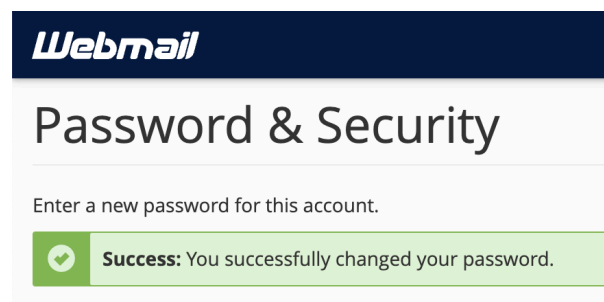 Webmail
Password & Security
Enter a new password for this account.
Success: You successfully changed your password.